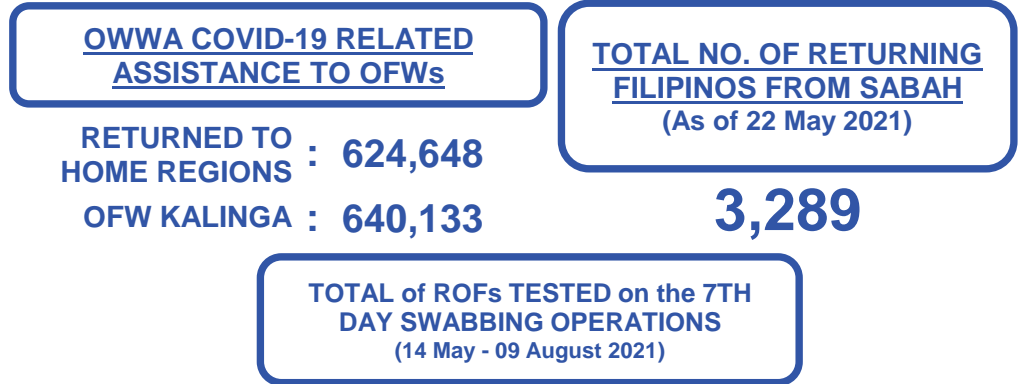 OWWA COVID-19 RELATED
ASSISTANCE TO OFWs
RETURNED TO
HOME REGIONS : 624,648
OFW KALINGA : 640,133
TOTAL NO. OF RETURNING
FILIPINOS FROM SABAH
(As of 22 May 2021)
3,289
TOTAL of ROFs TESTED on the 7TH
DAY SWABBING OPERATIONS
(14 May - 09 August 2021)